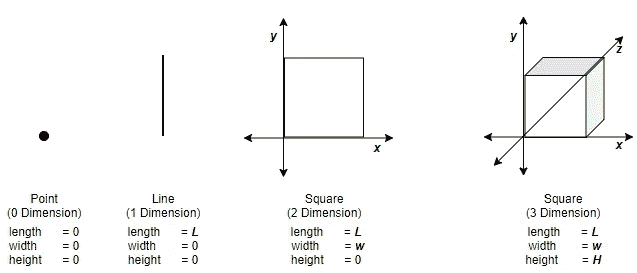 y
y
z
x
x
Point
(0 Dimension)
length = 0
width = 0
height = 0
Line
(1 Dimension)
length = L
width = 0
height = 0
Square
(2 Dimension)
length = L
width = w
height = 0
Square
(3 Dimension)
length = L
width = w
height = H